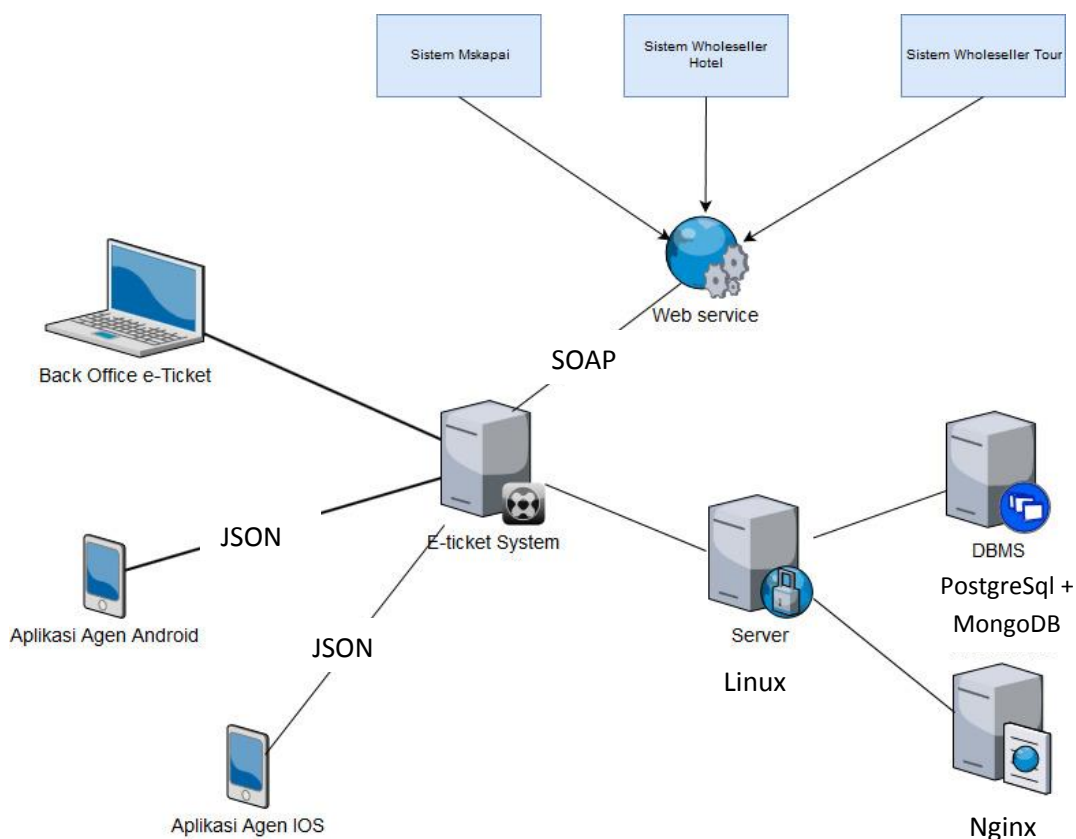 Sistem Mskapai
Sistem Wholeseller
Hotel
Sistem Wholeseller Tour
Web service
SOAP
Back Office e-Ticket
E-ticket System
JSON
Aplikasi Agen Android
JSON
Aplikasi Agen IOS
Server
Linux
DBMS
PostgreSql +
MongoDB
Nginx